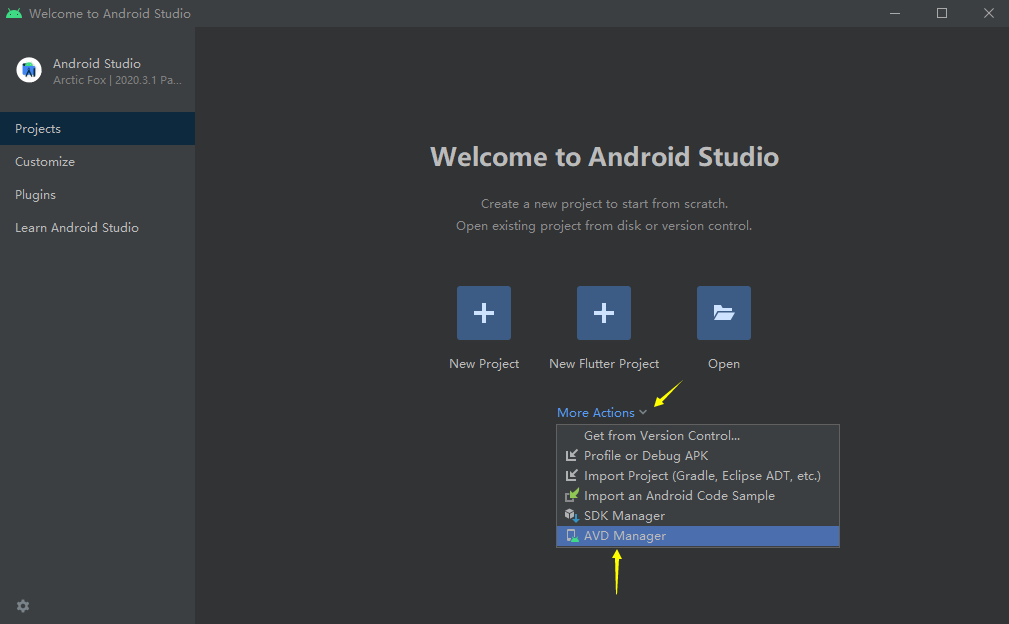 Welcome to Android Studio
Android Studio
Arctic Fox | 2020.3.1 Pa...
Projects
Customize
Plugins
Learn Android Studio
Welcome to Android Studio
Create a new project to start from scratch.
Open existing project from disk or version control.
New Project
New Flutter Project
Open
More Actions
Get from Version Control...
Profile or Debug APK
Import Project (Gradle, Eclipse ADT, etc.)
Import an Android Code Sample
SDK Manager
AVD Manager